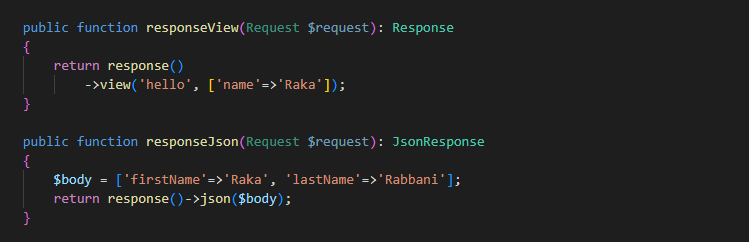 public function responseView(Request $request): Response
{
    return response()
        ->view('hello', ['name'=>'Raka']);
}
public function responseJson(Request $request): JsonResponse
{
    $body = ['firstName'=>'Raka', 'lastName'=>'Rabbani'];
    return response()->json($body);
}